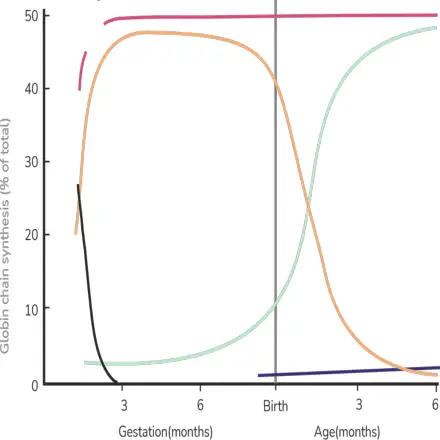 Globin chain synthesis (% of total)
50
40
30
20
10
0
3
6
Birth
3
6
Gestation(months)
Age(months)